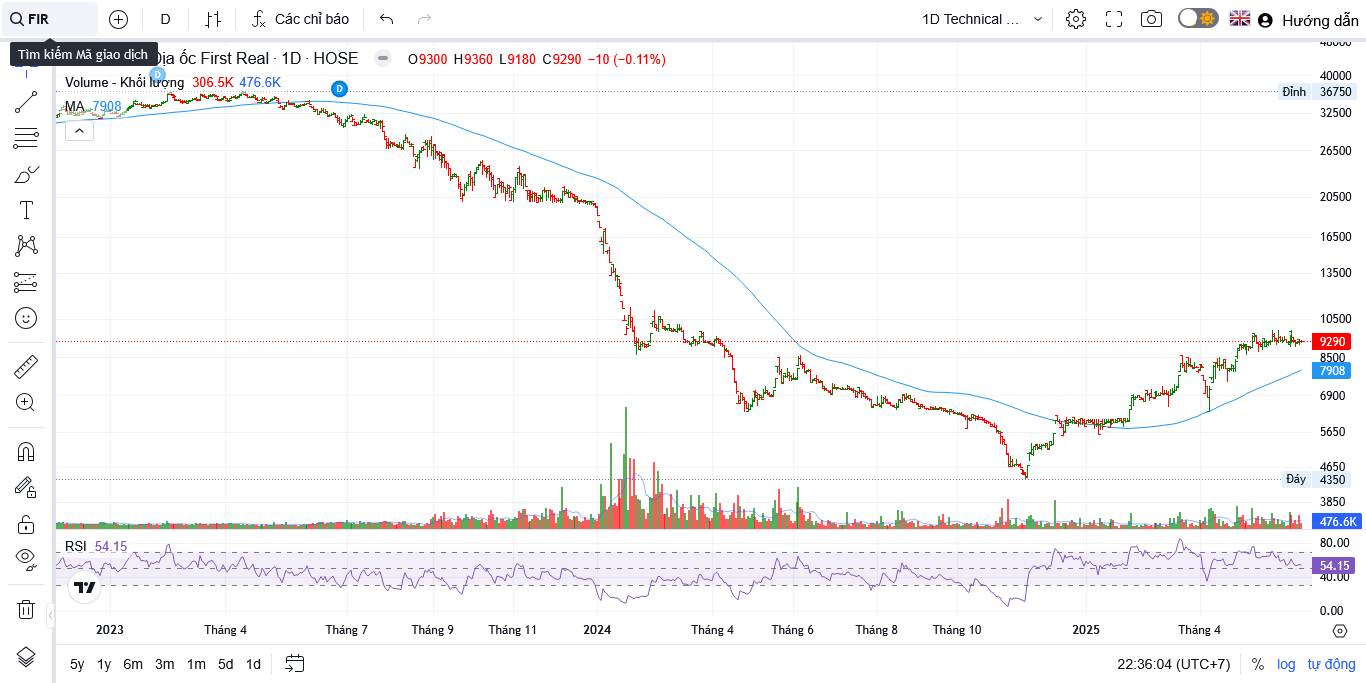 FIR
D
Các chỉ báo
1D Technical ...
Hướng dẫn
Tìm kiếm Mã giao dịch
Địa ốc First Real · 1D · HOSE
O9300 H9360 L9180 C9290 −10 (−0.11%)
Volume - Khối lượng 306.5K 476.6K
MA 7908
D
D
48000
40000
Đỉnh 36750
32500
26500
20500
16500
13500
10500
9290
8500
7908
6900
5650
4650
Đáy 4350
3850
476.6K
RSI 54.15
80.00
54.15
40.00
0.00
2023 Tháng 4 Tháng 7 Tháng 9 Tháng 11 2024 Tháng 4 Tháng 6 Tháng 8 Tháng 10 2025 Tháng 4
5y 1y 6m 3m 1m 5d 1d
22:36:04 (UTC+7) % log tự động